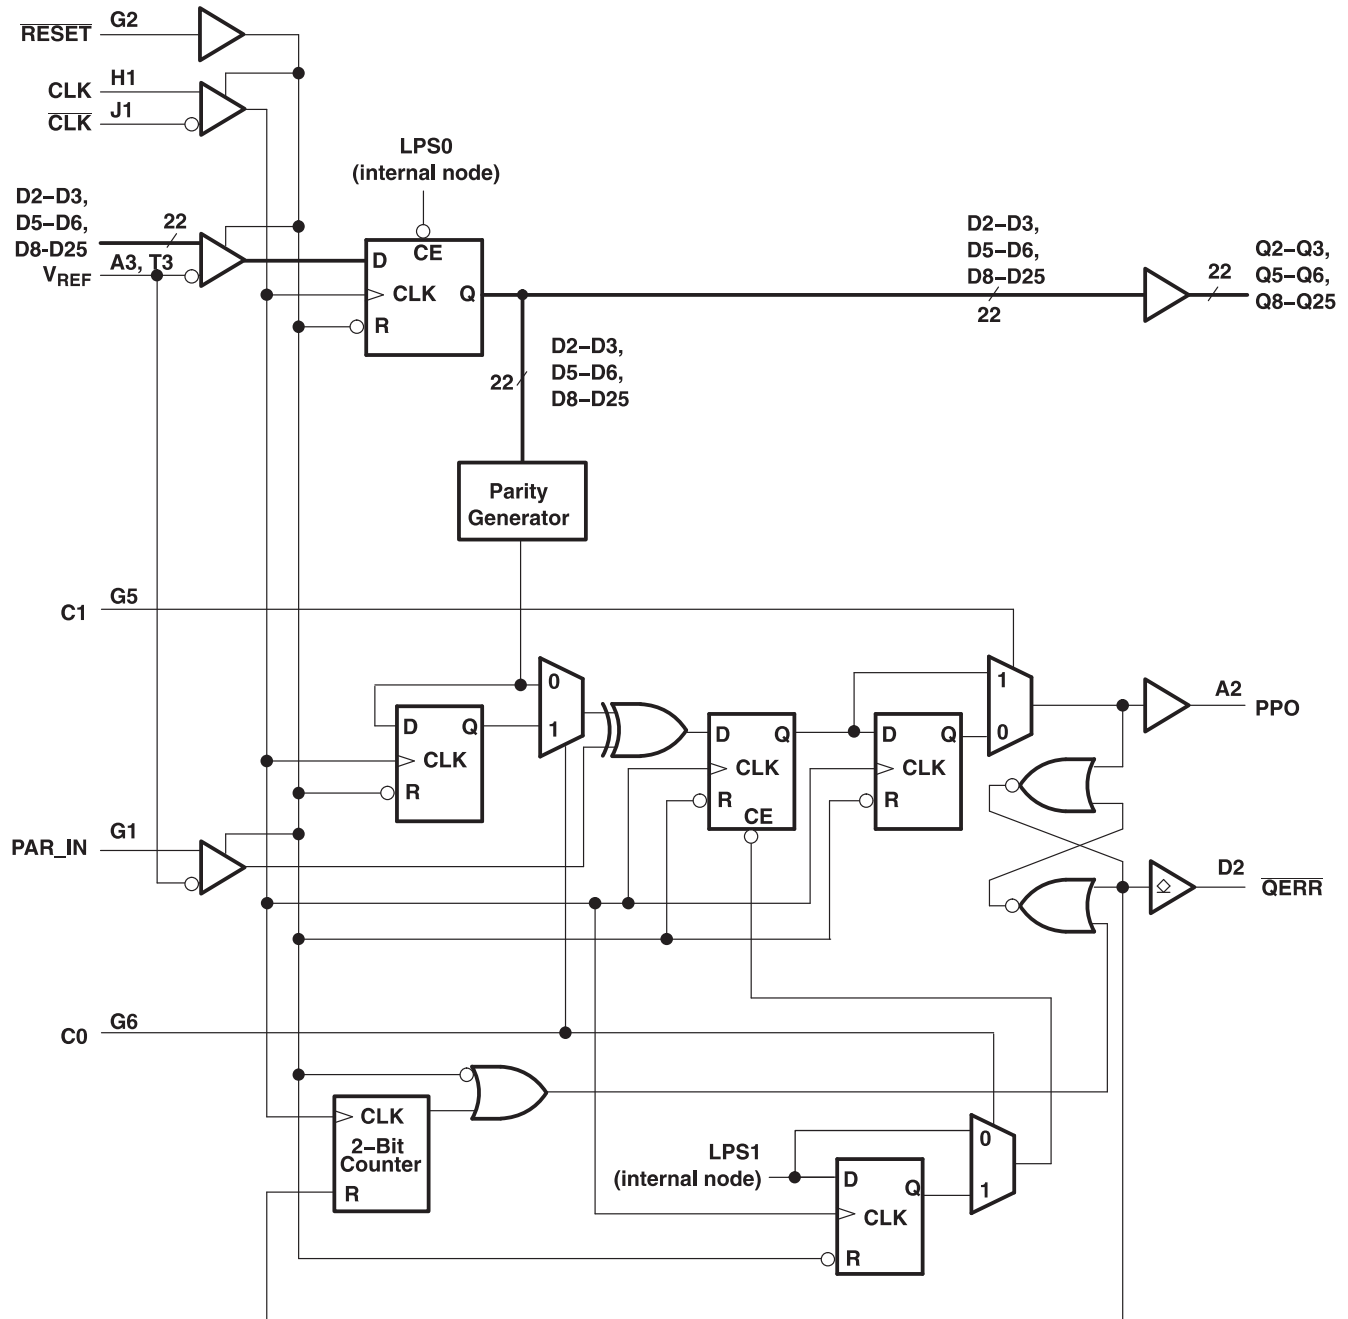 RESET G2
CLK H1
CLK J1
LPS0
(internal node)
D2–D3,
D5–D6,
D8-D25
22
VREF A3, T3
CE
D
CLK Q
R
D2–D3,
D5–D6,
D8–D25
22
22
Q2–Q3,
Q5–Q6,
Q8–Q25
D2–D3,
D5–D6,
D8–D25
22
Parity
Generator
C1 G5
0
1
D Q
CLK
R
D Q
CLK
R
CE
D Q
CLK
R
1
0
A2
PPO
PAR_IN G1
D2
QERR
C0 G6
CLK
2–Bit
Counter
R
LPS1
(internal node)
D Q
CLK
R
0
1